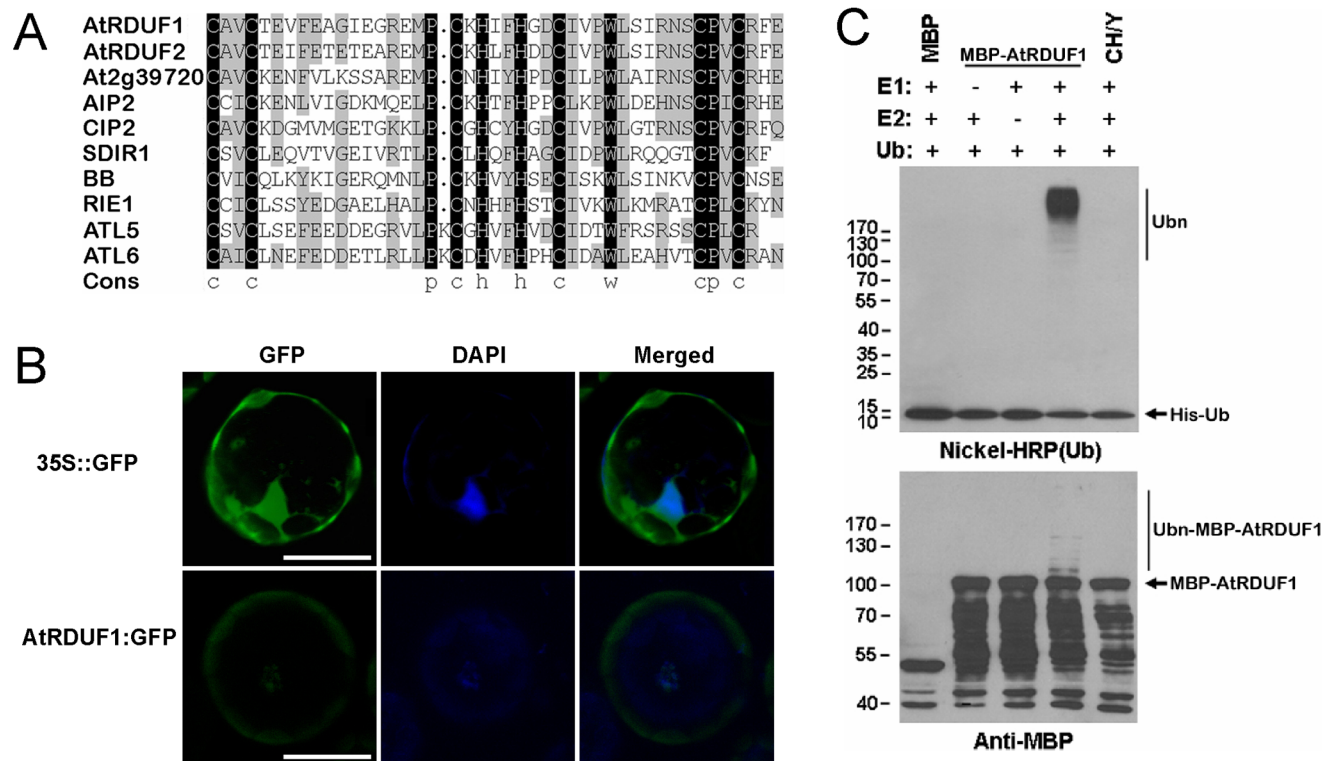 A
AtRDUF1 CAVCTEVFEAGIEGREMP.CKHIFHGDCIVPWLSIRNSCPVCRFE
AtRDUF2 CAVCTEIFETETEAREMP.CKHLFHDDCIVPWLSIRNSCPVCRFE
At2g39720 CAVCKENFVLKSSAREMP.CNHIYHPDCILPWLAIRNSCPVCRHE
AIP2 CCICKENLVIGDKMQELP.CKHTFHPPCLKPWLDEHNSCPICRHE
CIP2 CAVCKDGMVMGETGKKLP.CGHCYHGDCIVPWLGTRNSCPVCRFQ
SDIR1 CSVCLEQVTVGEIVRTLP.CLHQFHAGCIDPWLRQQGTCPVCKF
BB CVICQLKYKIGERQMNLP.CKHVYHSECISKWLSINKVCPVCNSE
RIE1 CCICLSSYEDGAELHALP.CNHHFHSTCIVKWLKMRATCPLCKYN
ATL5 CSVCLSEFEEDDEGRVLPKCGHVFHVDCIDTWFRSRSSCPLCR
ATL6 CAICLNEFEDDETLRLLPKCDHVFHPHCIDAWLEAHVTCPVCRAN
Cons c c p c h h c w cp c
B
GFP DAPI Merged
35S::GFP
AtRDUF1:GFP
C
MBP MBP-AtRDUF1 CH/Y
E1: + - + + +
E2: + + - + +
Ub: + + + + +
170
130
100
70
55
40
35
25
15
10
Ubn
His-Ub
Nickel-HRP(Ub)
170
130
100
70
55
40
Ubn-MBP-AtRDUF1
MBP-AtRDUF1
Anti-MBP